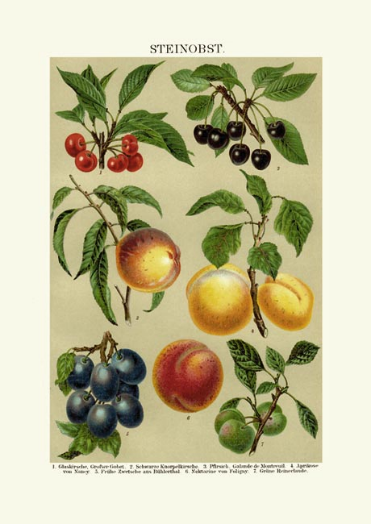 STEINOBST.
1. Glaskirsche, Großer Gobet. 2. Schwarze Knorpelkirsche. 3. Pfirsich, Galande de Montreuil. 4. Aprikose
von Nancy. 5. Frühe Zwetsche aus Bühlerthal. 6. Nektarine von Feligny. 7. Grüne Reineclaude.